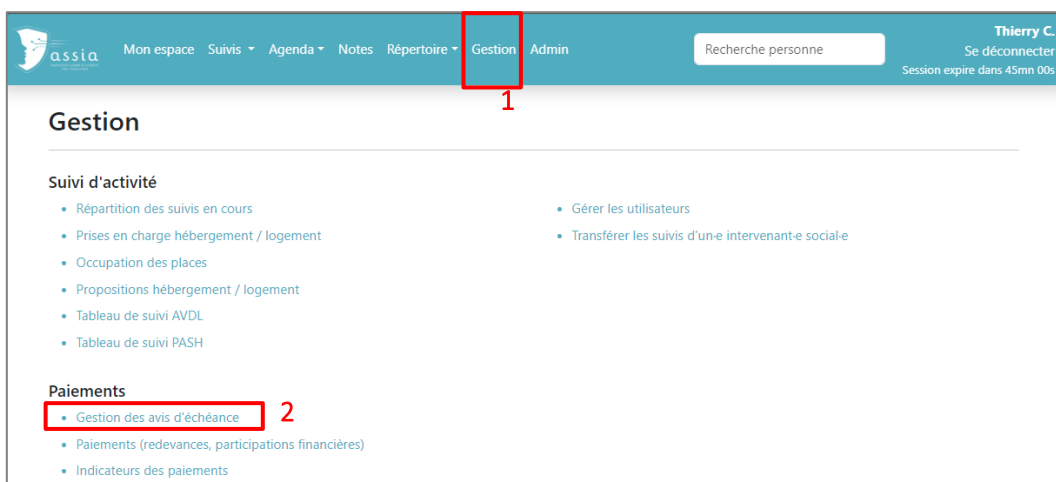 assia
Mon espace Suivis Agenda Notes Répertoire Gestion Admin
Recherche personne
Thierry C.
Se déconnecter
Session expire dans 45mn 00s
1
Gestion
Suivi d'activité
• Répartition des suivis en cours
• Prises en charge hébergement / logement
• Occupation des places
• Propositions hébergement / logement
• Tableau de suivi AVDL
• Tableau de suivi PASH
• Gérer les utilisateurs
• Transférer les suivis d'un·e intervenant·e social·e
Paiements
• Gestion des avis d'échéance
2
• Paiements (redevances, participations financières)
• Indicateurs des paiements